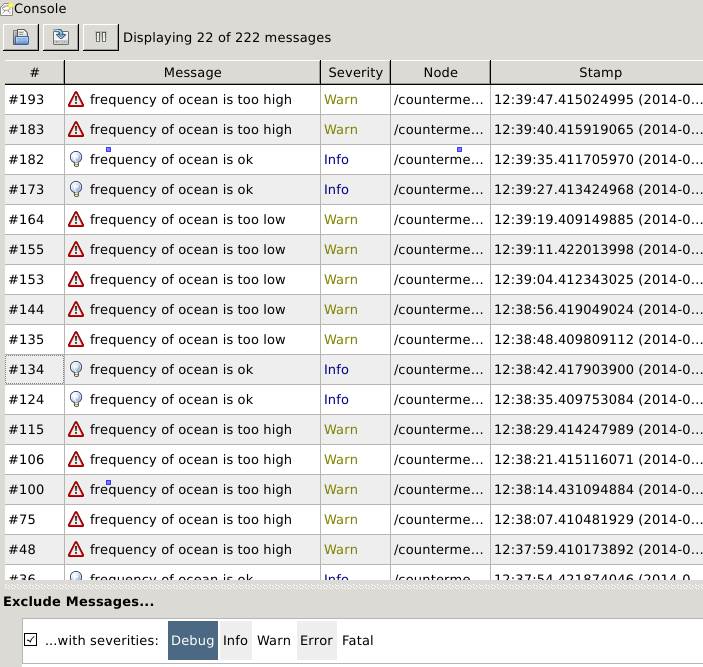 Console
Displaying 22 of 222 messages
# Message Severity Node Stamp
#193 frequency of ocean is too high Warn /counterme... 12:39:47.415024995 (2014-0...
#183 frequency of ocean is too high Warn /counterme... 12:39:40.415919065 (2014-0...
#182 frequency of ocean is ok Info /counterme... 12:39:35.411705970 (2014-0...
#173 frequency of ocean is ok Info /counterme... 12:39:27.413424968 (2014-0...
#164 frequency of ocean is too low Warn /counterme... 12:39:19.409149885 (2014-0...
#155 frequency of ocean is too low Warn /counterme... 12:39:11.422013998 (2014-0...
#153 frequency of ocean is too low Warn /counterme... 12:39:04.412343025 (2014-0...
#144 frequency of ocean is too low Warn /counterme... 12:38:56.419049024 (2014-0...
#135 frequency of ocean is too low Warn /counterme... 12:38:48.409809112 (2014-0...
#134 frequency of ocean is ok Info /counterme... 12:38:42.417903900 (2014-0...
#124 frequency of ocean is ok Info /counterme... 12:38:35.409753084 (2014-0...
#115 frequency of ocean is too high Warn /counterme... 12:38:29.414247989 (2014-0...
#106 frequency of ocean is too high Warn /counterme... 12:38:21.415116071 (2014-0...
#100 frequency of ocean is too high Warn /counterme... 12:38:14.431094884 (2014-0...
#75 frequency of ocean is too high Warn /counterme... 12:38:07.410481929 (2014-0...
#48 frequency of ocean is too high Warn /counterme... 12:37:59.410173892 (2014-0...
#36 frequency of ocean is ok Info /counterme... 12:37:54.421874046 (2014-0...
Exclude Messages...
...with severities: Debug Info Warn Error Fatal